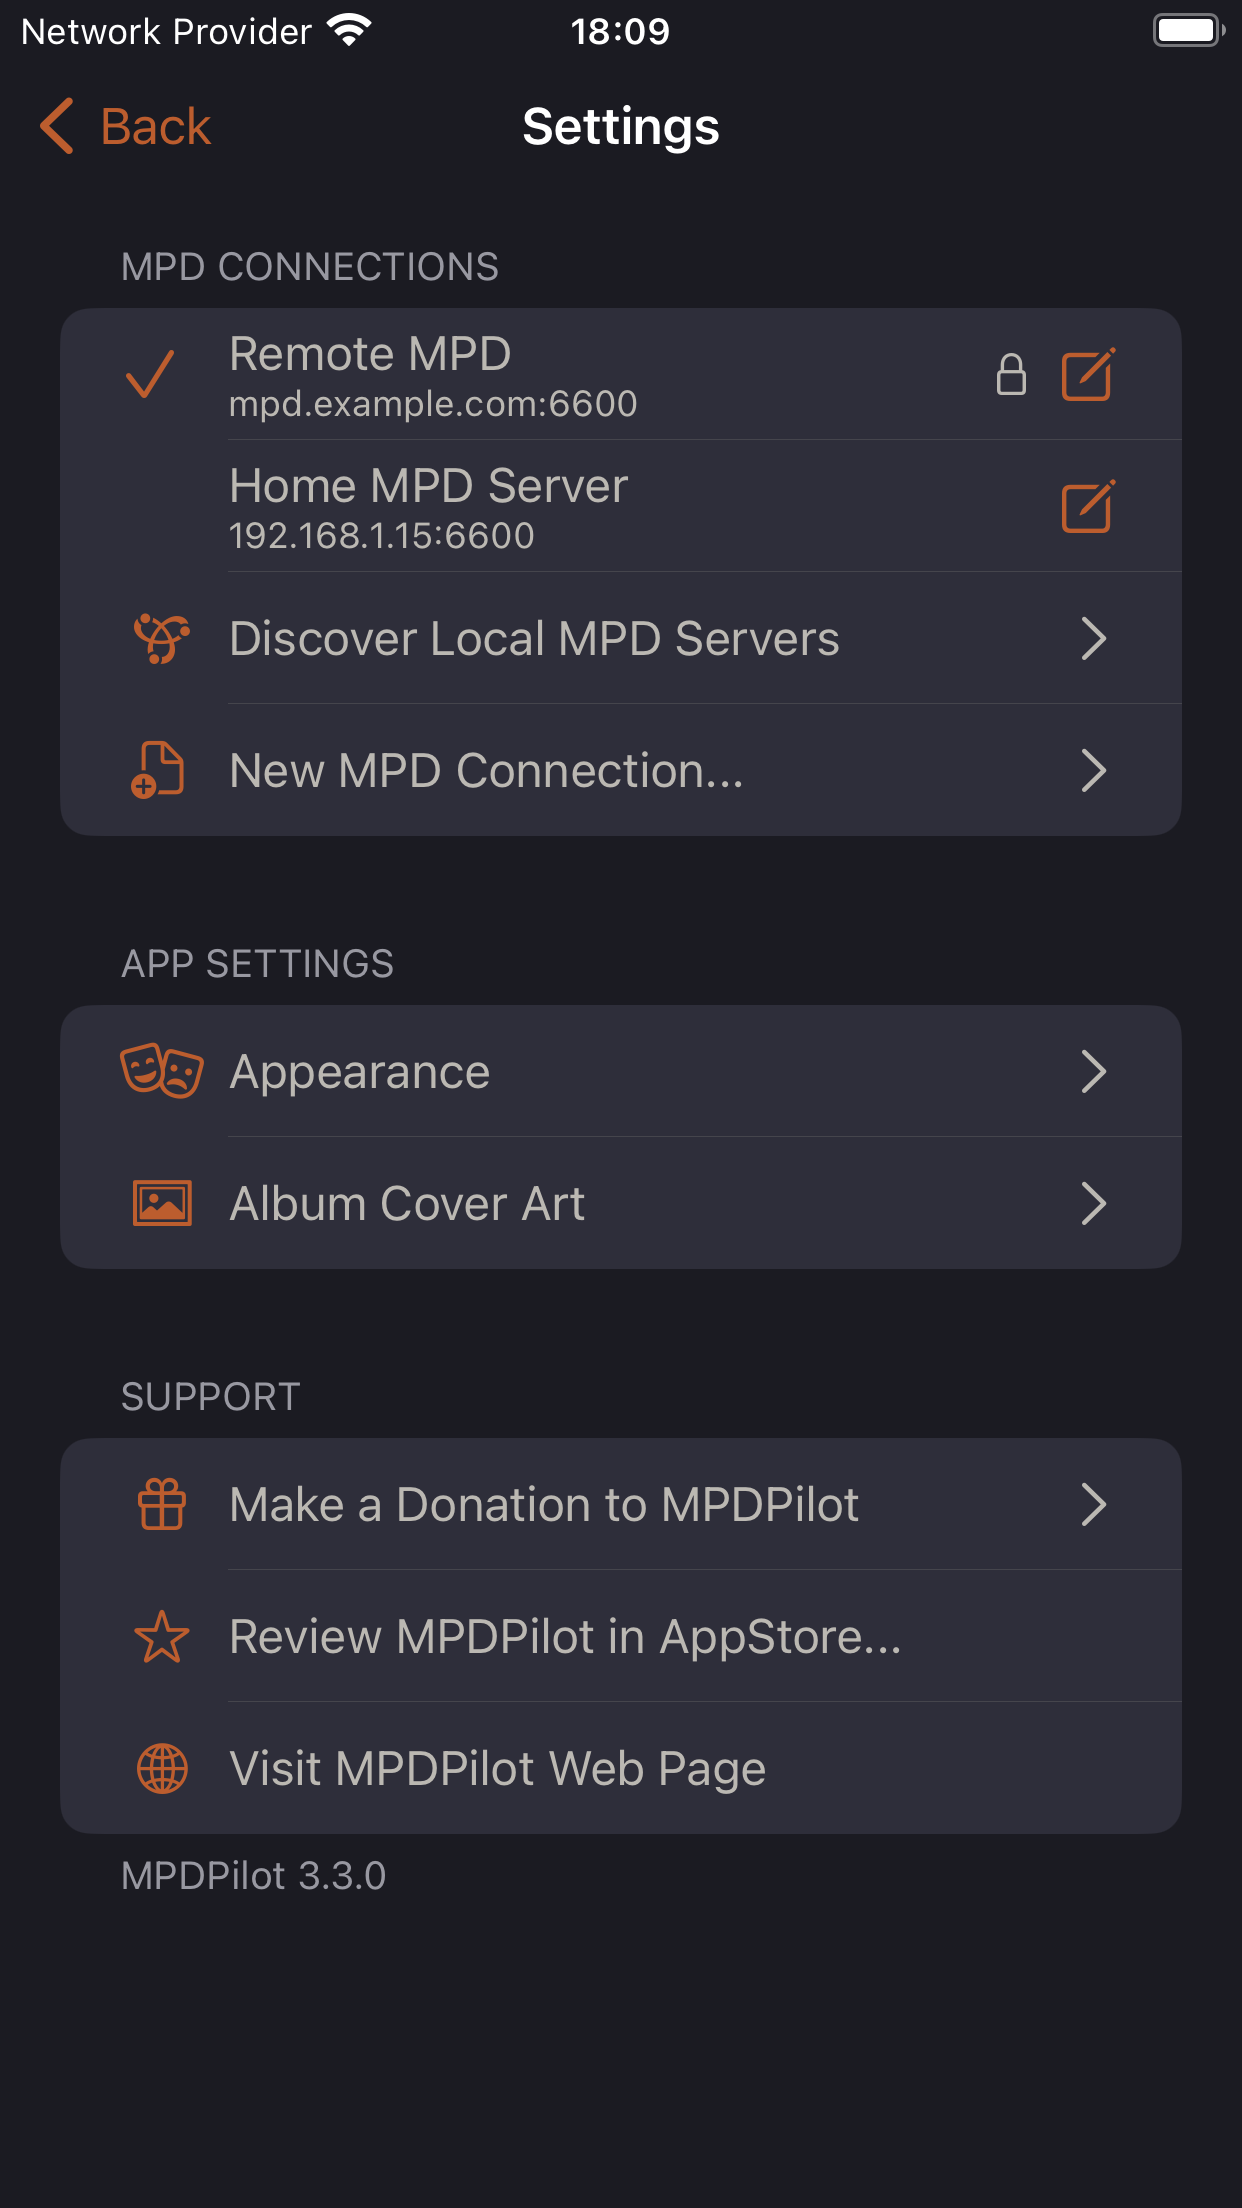 Network Provider 18:09
Back Settings
MPD CONNECTIONS
Remote MPD
mpd.example.com:6600
Home MPD Server
192.168.1.15:6600
Discover Local MPD Servers
New MPD Connection...
APP SETTINGS
Appearance
Album Cover Art
SUPPORT
Make a Donation to MPDPilot
Review MPDPilot in AppStore...
Visit MPDPilot Web Page
MPDPilot 3.3.0